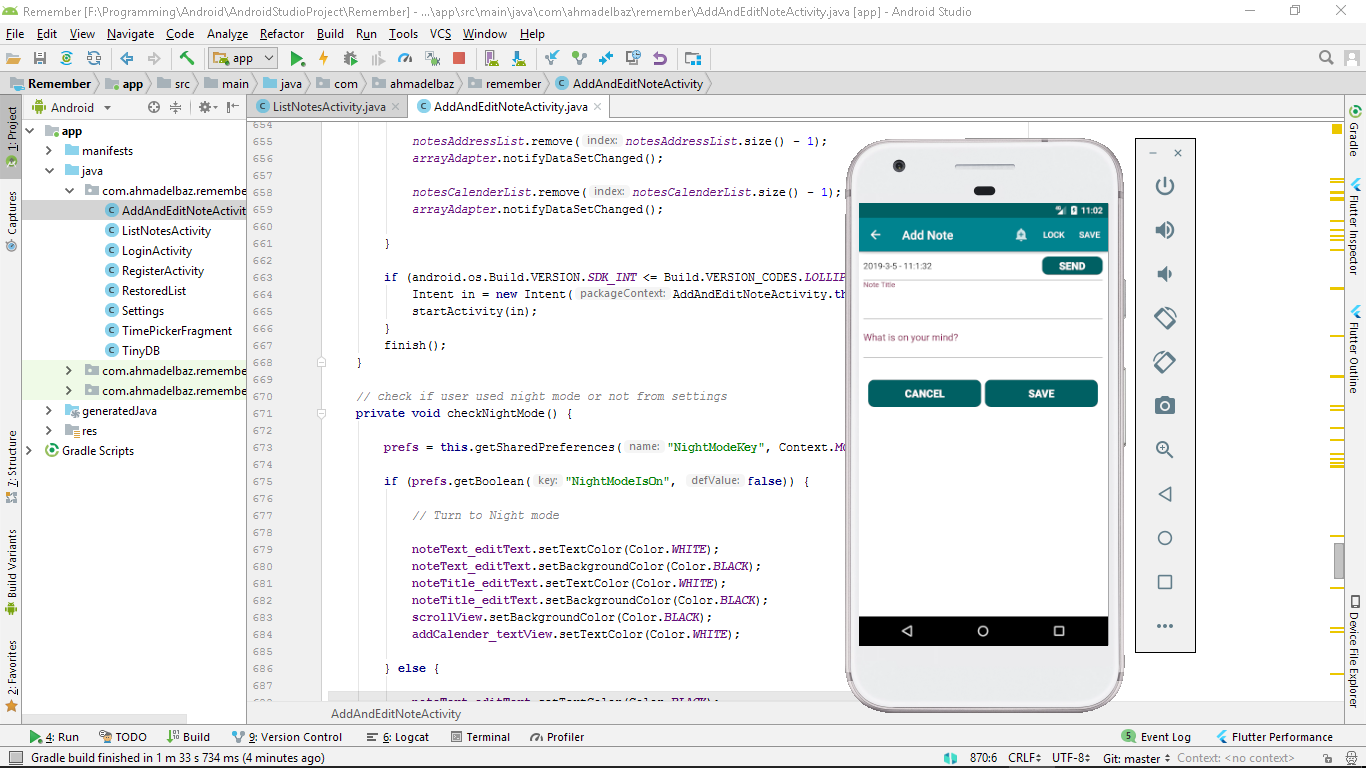 Remember [F:\Programming\Android\AndroidStudioProject\Remember] - ...\app\src\main\java\com\ahmadelbaz\remember\AddAndEditNoteActivity.java [app] - Android Studio
File Edit View Navigate Code Analyze Refactor Build Run Tools VCS Window Help
app
Remember app src main java com ahmadelbaz remember AddAndEditNoteActivity
Android
ListNotesActivity.java
AddAndEditNoteActivity.java
1: Project
Captures
Z: Structure
Build Variants
2: Favorites
app
manifests
java
com.ahmadelbaz.remember
AddAndEditNoteActivit
ListNotesActivity
LoginActivity
RegisterActivity
RestoredList
Settings
TimePickerFragment
TinyDB
com.ahmadelbaz.remembe
com.ahmadelbaz.remembe
generatedJava
res
Gradle Scripts
654
655 notesAddressList.remove( index: notesAddressList.size() - 1);
656 arrayAdapter.notifyDataSetChanged();
657
658 notesCalenderList.remove( index: notesCalenderList.size() - 1);
659 arrayAdapter.notifyDataSetChanged();
660
661 }
662
663 if (android.os.Build.VERSION.SDK_INT <= Build.VERSION_CODES.LOLLIP
664 Intent in = new Intent( packageContext: AddAndEditNoteActivity.th
665 startActivity(in);
666 }
667 finish();
668 }
669
670 // check if user used night mode or not from settings
671 private void checkNightMode() {
672
673 prefs = this.getSharedPreferences( name: "NightModeKey", Context.MO
674
675 if (prefs.getBoolean( key: "NightModeIsOn", defValue: false)) {
676
677 // Turn to Night mode
678
679 noteText_editText.setTextColor(Color.WHITE);
680 noteText_editText.setBackgroundColor(Color.BLACK);
681 noteTitle_editText.setTextColor(Color.WHITE);
682 noteTitle_editText.setBackgroundColor(Color.BLACK);
683 scrollView.setBackgroundColor(Color.BLACK);
684 addCalender_textView.setTextColor(Color.WHITE);
685
686 } else {
687
688 noteText_editText.setTextColor(Color.BLACK);
AddAndEditNoteActivity
11:02
Add Note LOCK SAVE
2019-3-5 - 11:1:32 SEND
Note Title
What is on your mind?
CANCEL SAVE
Gradle
Flutter Inspector
Flutter Outline
Device File Explorer
4: Run TODO Build 9: Version Control 6: Logcat Terminal Profiler 5 Event Log Flutter Performance
Gradle build finished in 1 m 33 s 734 ms (4 minutes ago) 870:6 CRLF UTF-8 Git: master Context: <no context>